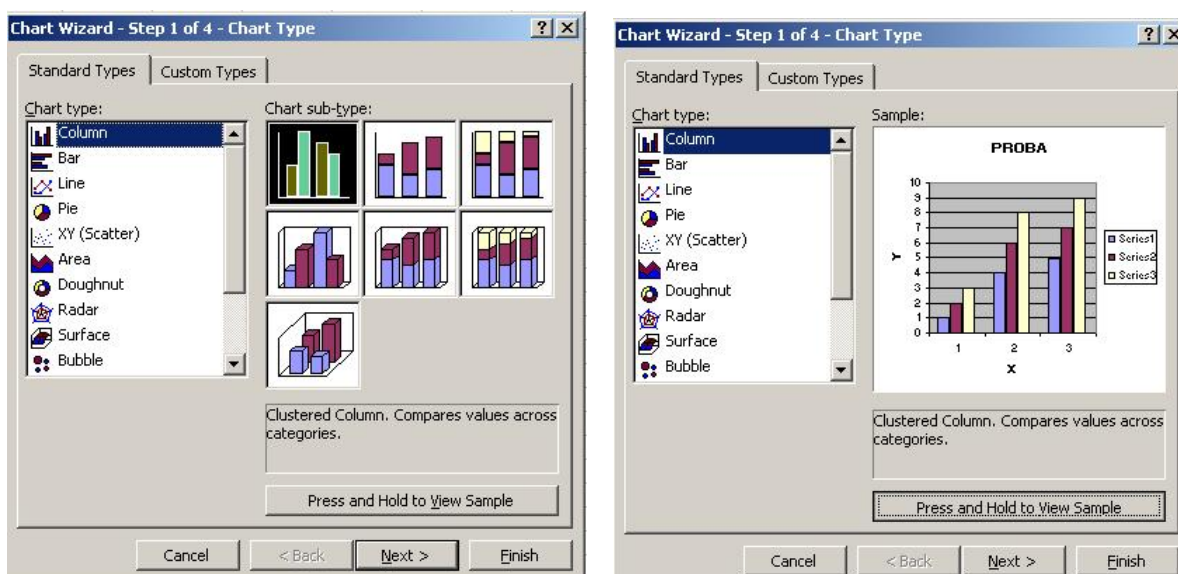 Chart Wizard - Step 1 of 4 - Chart Type
Standard Types
Custom Types
Chart type:
Chart sub-type:
Column
Bar
Line
Pie
XY (Scatter)
Area
Doughnut
Radar
Surface
Bubble
Clustered Column. Compares values across
categories.
Press and Hold to View Sample
Cancel
< Back
Next >
Finish
Chart Wizard - Step 1 of 4 - Chart Type
Standard Types
Custom Types
Chart type:
Sample:
Column
Bar
Line
Pie
XY (Scatter)
Area
Doughnut
Radar
Surface
Bubble
PROBA
10
9
8
7
6
5
4
3
2
1
0
Y
1 2 3
X
Series1
Series2
Series3
Clustered Column. Compares values across
categories.
Press and Hold to View Sample
Cancel
< Back
Next >
Finish